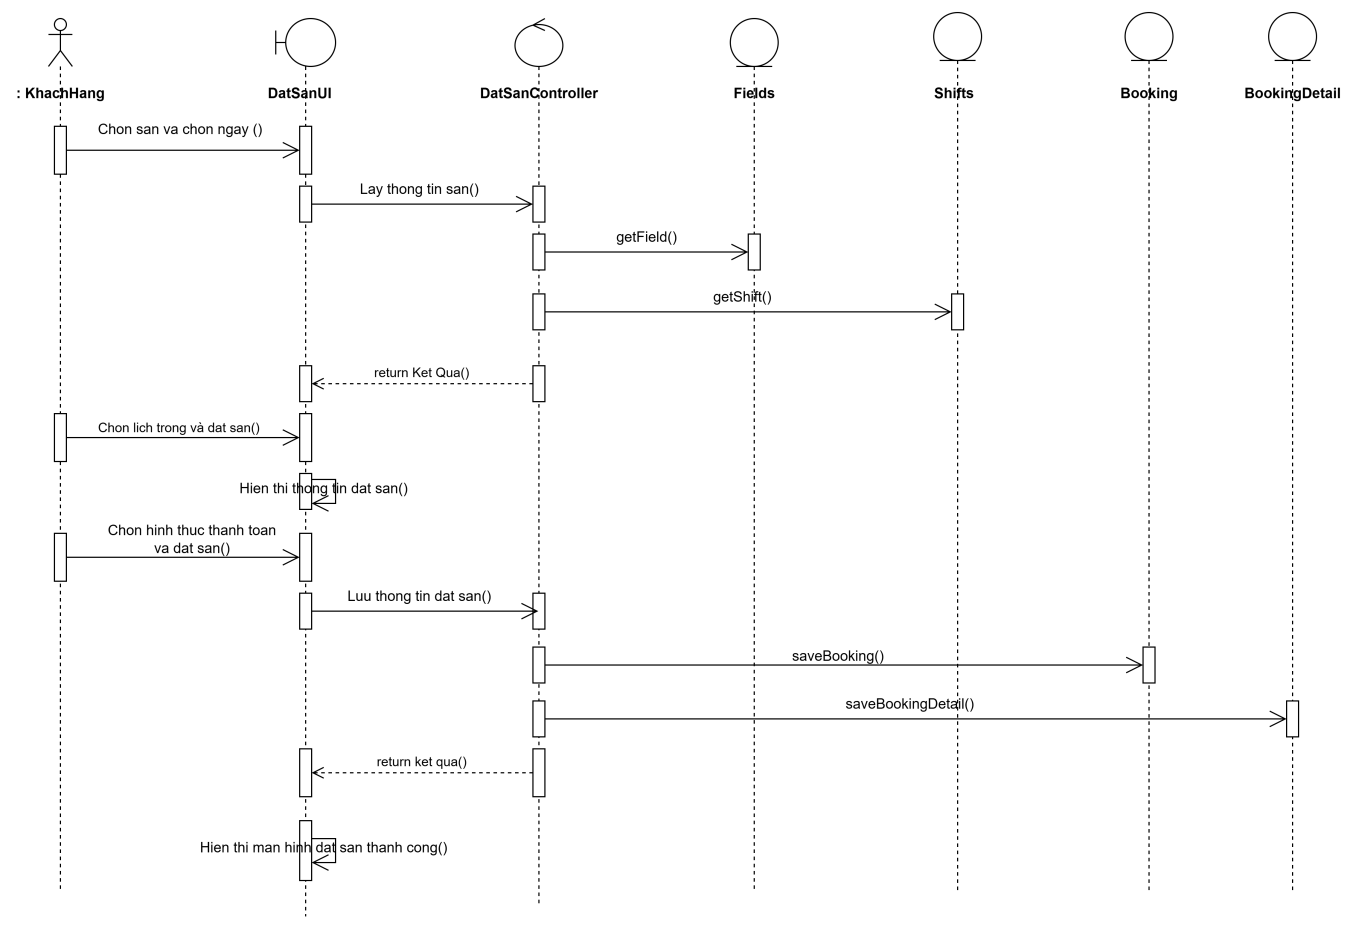 : KhachHang
DatSanUI
DatSanController
Fields
Shifts
Booking
BookingDetail
Chon san va chon ngay ()
Lay thong tin san()
getField()
getShift()
return Ket Qua()
Chon lich trong và dat san()
Hien thi thong tin dat san()
Chon hinh thuc thanh toan
va dat san()
Luu thong tin dat san()
saveBooking()
saveBookingDetail()
return ket qua()
Hien thi man hinh dat san thanh cong()